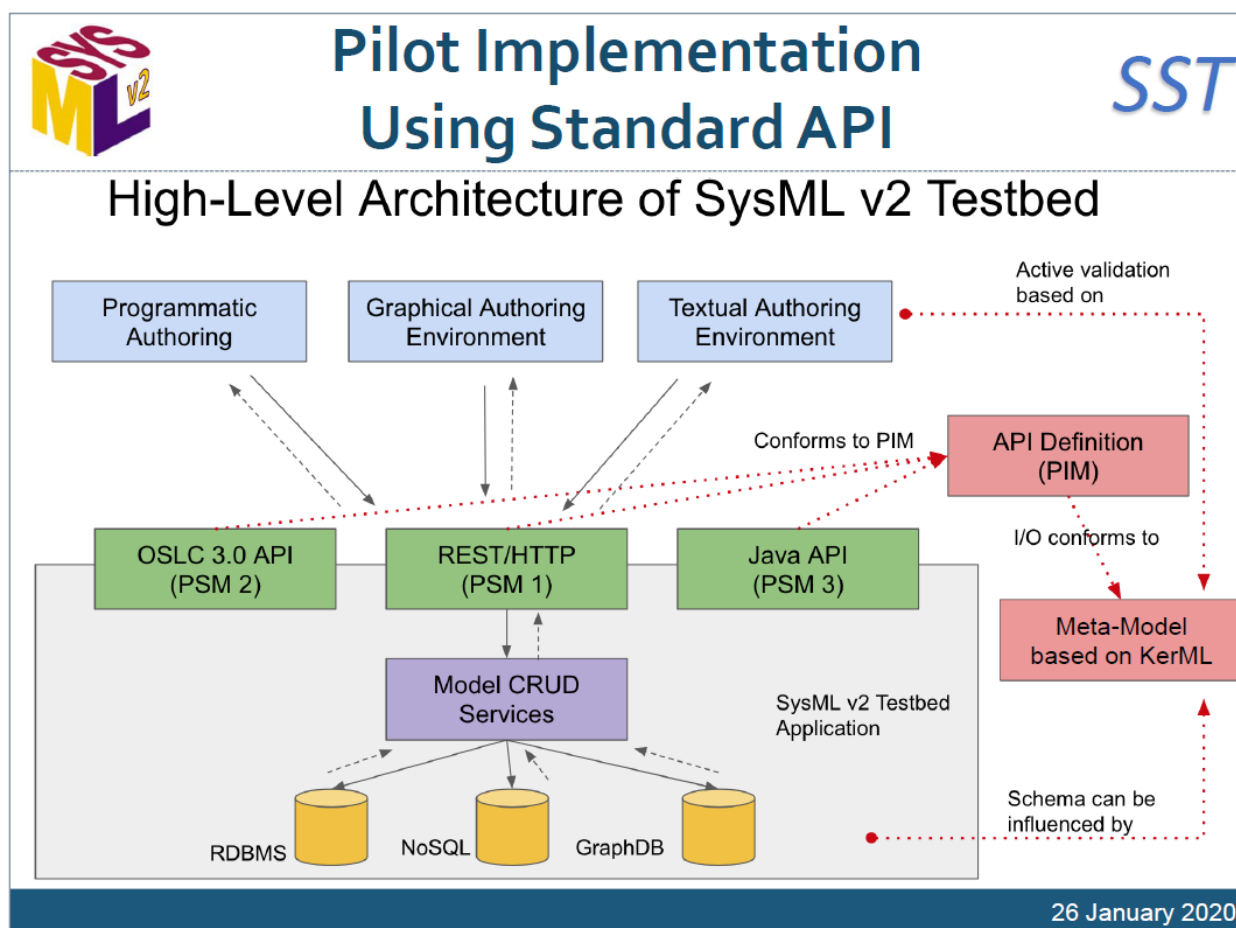 SYS
ML
v2
Pilot Implementation
Using Standard API
SST
High-Level Architecture of SysML v2 Testbed
Programmatic
Authoring
Graphical Authoring
Environment
Textual Authoring
Environment
Active validation
based on
Conforms to PIM
API Definition
(PIM)
I/O conforms to
OSLC 3.0 API
(PSM 2)
REST/HTTP
(PSM 1)
Java API
(PSM 3)
Meta-Model
based on KerML
Model CRUD
Services
SysML v2 Testbed
Application
RDBMS
NoSQL
GraphDB
Schema can be
influenced by
26 January 2020